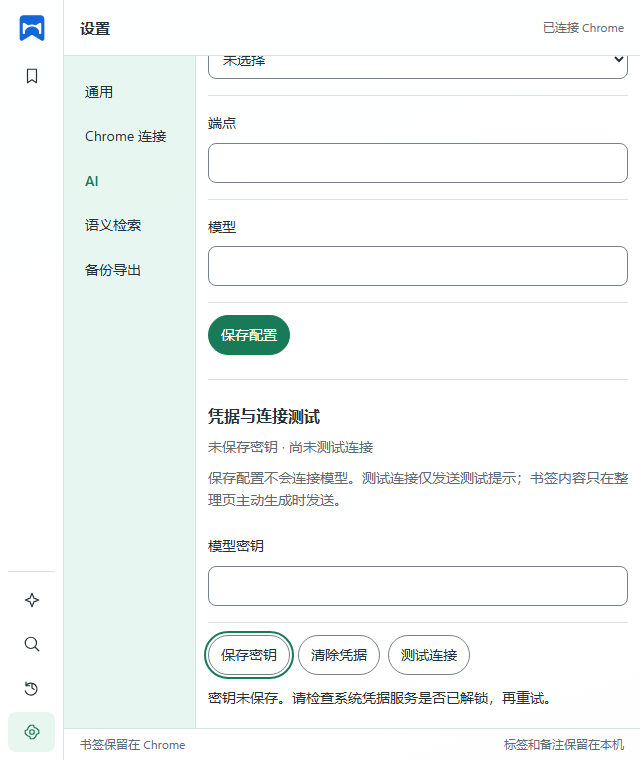 设置
已连接 Chrome
通用
Chrome 连接
AI
语义检索
备份导出
未选择
端点
模型
保存配置
凭据与连接测试
未保存密钥 · 尚未测试连接
保存配置不会连接模型。测试连接仅发送测试提示；书签内容只在整
理页主动生成时发送。
模型密钥
保存密钥
清除凭据
测试连接
密钥未保存。请检查系统凭据服务是否已解锁，再重试。
书签保留在 Chrome
标签和备注保留在本机